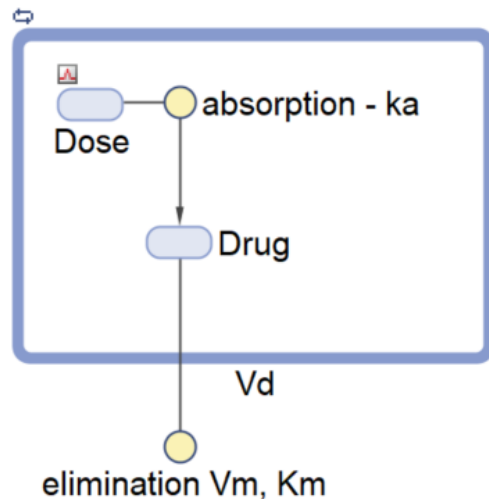 absorption - ka
Dose
Drug
Vd
elimination Vm, Km